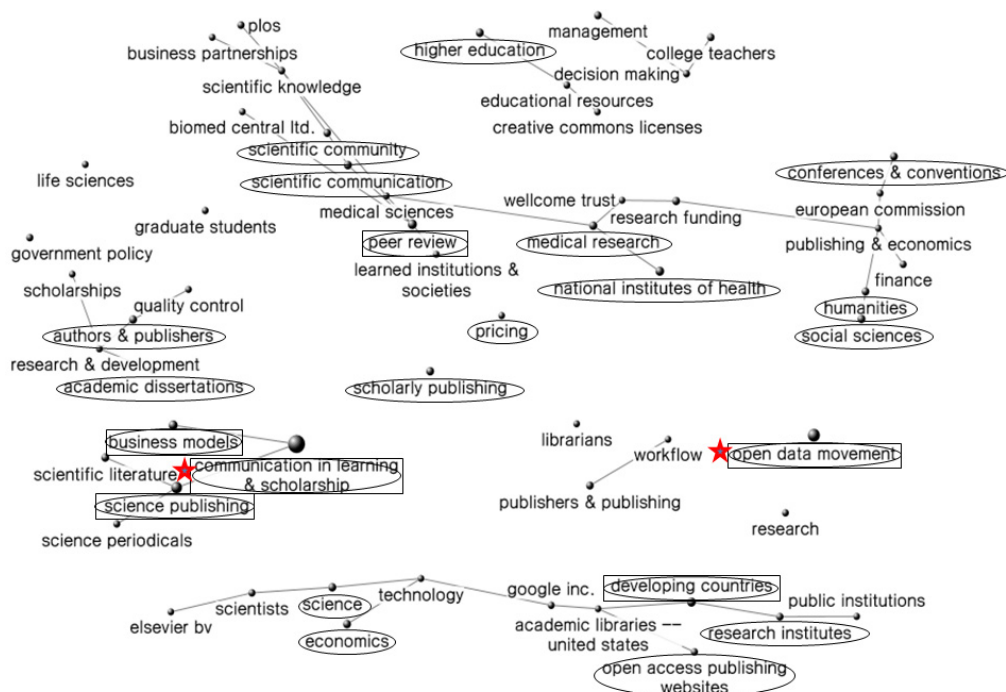 plos
management
business partnerships
higher education
college teachers
decision making
scientific knowledge
educational resources
biomed central ltd.
creative commons licenses
scientific community
conferences & conventions
life sciences
scientific communication
wellcome trust
medical sciences
research funding
european commission
graduate students
peer review
medical research
publishing & economics
government policy
learned institutions &
societies
finance
scholarships
quality control
national institutes of health
humanities
authors & publishers
pricing
social sciences
research & development
academic dissertations
scholarly publishing
business models
librarians
scientific literature
communication in learning
& scholarship
workflow
open data movement
science publishing
publishers & publishing
science periodicals
research
developing countries
google inc.
technology
public institutions
scientists
science
elsevier bv
academic libraries --
united states
research institutes
economics
open access publishing
websites